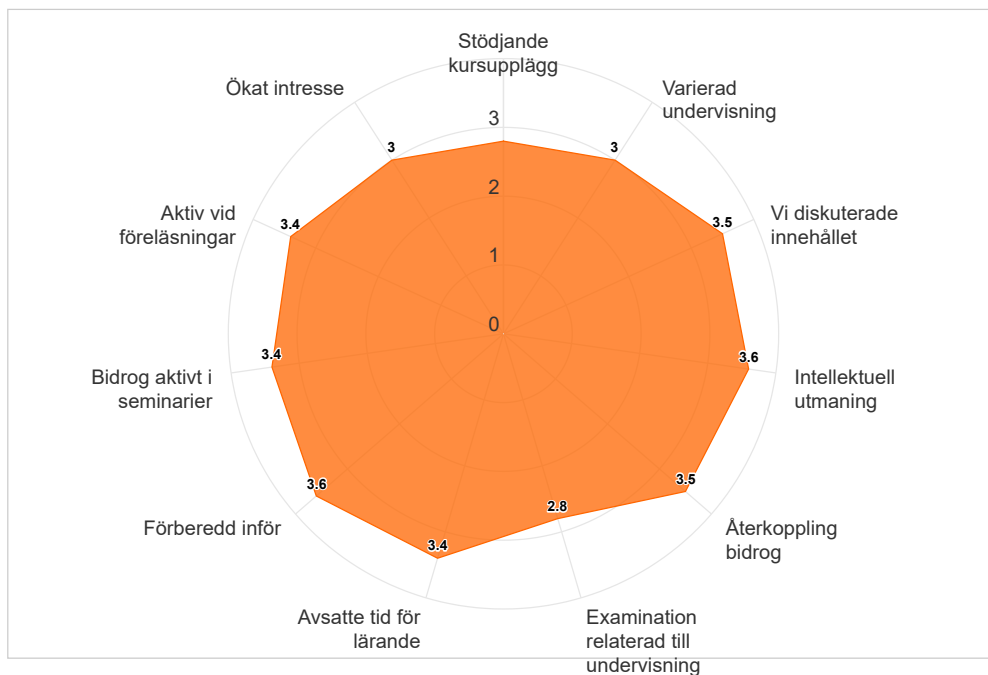 Stödjande
kursupplägg
Ökat intresse
Varierad
undervisning
3
3
3
Aktiv vid
föreläsningar
3.4
2
3.5
Vi diskuterade
innehållet
1
0
Bidrog aktivt i
seminarier
3.4
3.6
Intellektuell
utmaning
Förberedd inför
3.6
3.5
Återkoppling
bidrog
3.4
2.8
Avsatte tid för
lärande
Examination
relaterad till
undervisning